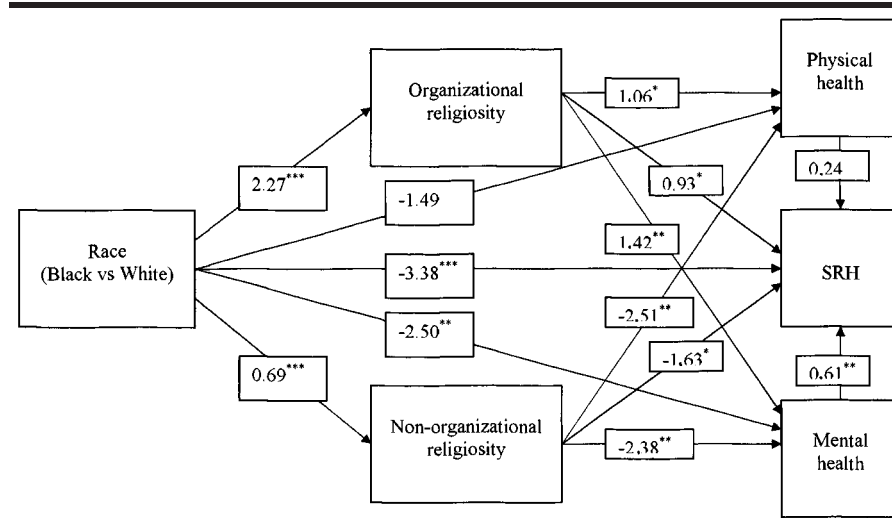 Physical
health
Organizational
religiosity
1.06*
0.24
2.27***
0.93*
-1.49
1.42**
Race
(Black vs White)
-3.38***
SRH
-2.50**
-2.51**
-1.63*
0.69***
0.61**
Non-organizational
religiosity
-2.38**
Mental
health